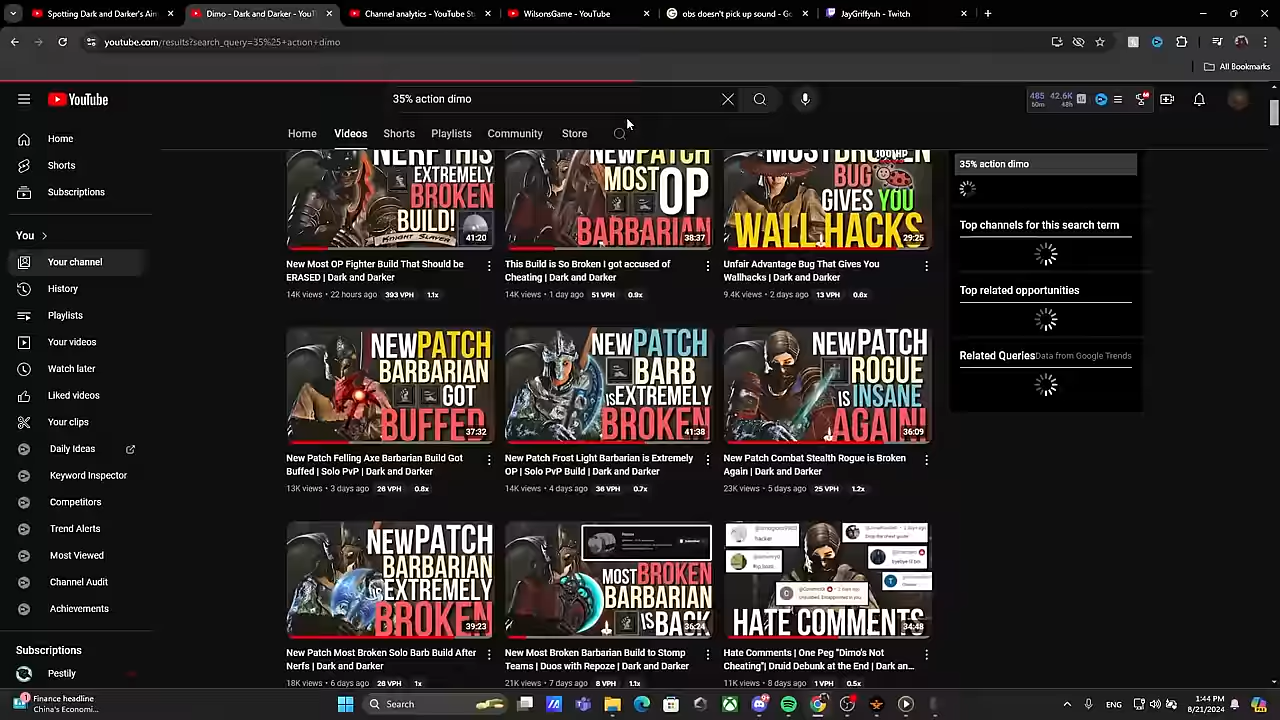 Spotting Dark and Darker's Aim
Dimo – Dark and Darker - YouT
Channel analytics - YouTube St
WilsonsGame - YouTube
obs doesn't pick up sound - Go
JayGriffyuh - Twitch
youtube.com/results?search_query=35%25+action+dimo
All Bookmarks
YouTube
35% action dimo
485
60m
42.6K
48h
Home
Videos
Shorts
Playlists
Community
Store
Home
Shorts
Subscriptions
You
Your channel
History
Playlists
Your videos
Watch later
Liked videos
Your clips
Daily Ideas
Keyword Inspector
Competitors
Trend Alerts
Most Viewed
Channel Audit
Achievements
Subscriptions
Pestily
NERF THIS
EXTREMELY
BROKEN
BUILD!
KNIGHT SLAYER
41:20
New Most OP Fighter Build That Should be
ERASED | Dark and Darker
14K views • 22 hours ago 393 VPH 1.1x
NEW PATCH
MOST OP
BARBARIAN
38:37
This Build is So Broken I got accused of
Cheating | Dark and Darker
14K views • 1 day ago 51 VPH 0.9x
MOST BROKEN
BUG
GIVES YOU
WALL HACKS
29:25
Unfair Advantage Bug That Gives You
Wallhacks | Dark and Darker
9.4K views • 2 days ago 13 VPH 0.6x
NEW PATCH
BARBARIAN
GOT
BUFFED
37:32
New Patch Felling Axe Barbarian Build Got
Buffed | Solo PvP | Dark and Darker
13K views • 3 days ago 26 VPH 0.8x
NEW PATCH
BARB
IS EXTREMELY
BROKEN
41:38
New Patch Frost Light Barbarian is Extremely
OP | Solo PvP Build | Dark and Darker
14K views • 4 days ago 36 VPH 0.7x
NEW PATCH
ROGUE
IS INSANE
AGAIN!
36:09
New Patch Combat Stealth Rogue is Broken
Again | Dark and Darker
23K views • 5 days ago 25 VPH 1.2x
NEW PATCH
BARBARIAN
EXTREMELY
BROKEN
39:23
New Patch Most Broken Solo Barb Build After
Nerfs | Dark and Darker
18K views • 6 days ago 28 VPH 1x
MOST BROKEN
BARBARIAN
IS BACK
36:24
New Most Broken Barbarian Build to Stomp
Teams | Duos with Repoze | Dark and Darker
21K views • 7 days ago 8 VPH 1.1x
HATE COMMENTS
34:48
Hate Comments | One Peg "Dimo's Not
Cheating"| Druid Debunk at the End | Dark an...
11K views • 8 days ago 1 VPH 0.5x
35% action dimo
Top channels for this search term
Top related opportunities
Related Queries Data from Google Trends
Finance headline
China's Economi...
Search
ENG
1:44 PM
8/21/2024